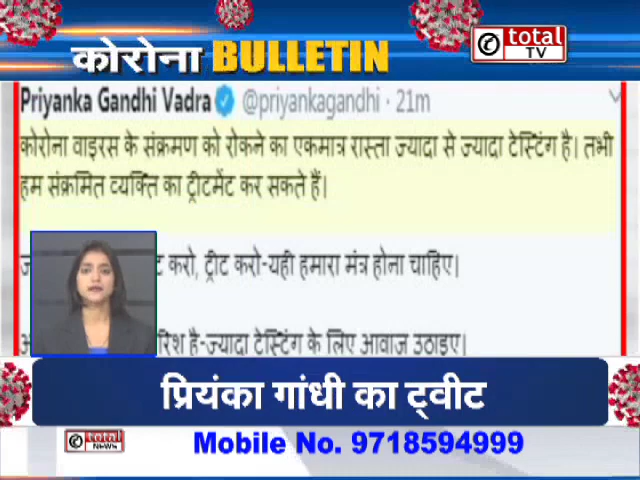 कोरोना BULLETIN
total
TV
Priyanka Gandhi Vadra @priyankagandhi · 21m
कोरोना वाइरस के संक्रमण को रोकने का एकमात्र रास्ता ज्यादा से ज्यादा टेस्टिंग है। तभी
हम संक्रमित व्यक्ति का ट्रीटमेंट कर सकते हैं।
करो, ट्रीट करो-यही हमारा मंत्र होना चाहिए।
है-ज्यादा टेस्टिंग के लिए आवाज उठाइए।
प्रियंका गांधी का ट्वीट
total
NEWS
Mobile No. 9718594999